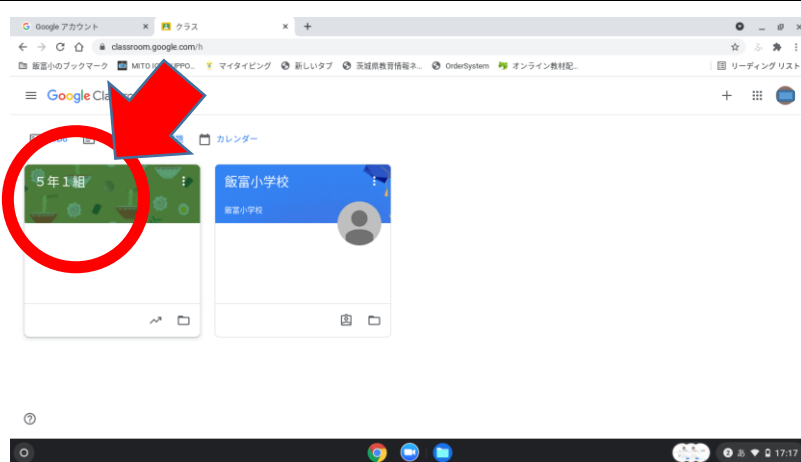 Google アカウント
クラス
classroom.google.com/h
飯富小のブックマーク
マイタイピング
新しいタブ
茨城県教育情報ネ...
OrderSystem
オンライン教材配...
リーディング リスト
Google
カレンダー
5年1組
飯富小学校
飯富小学校
あ
17:17